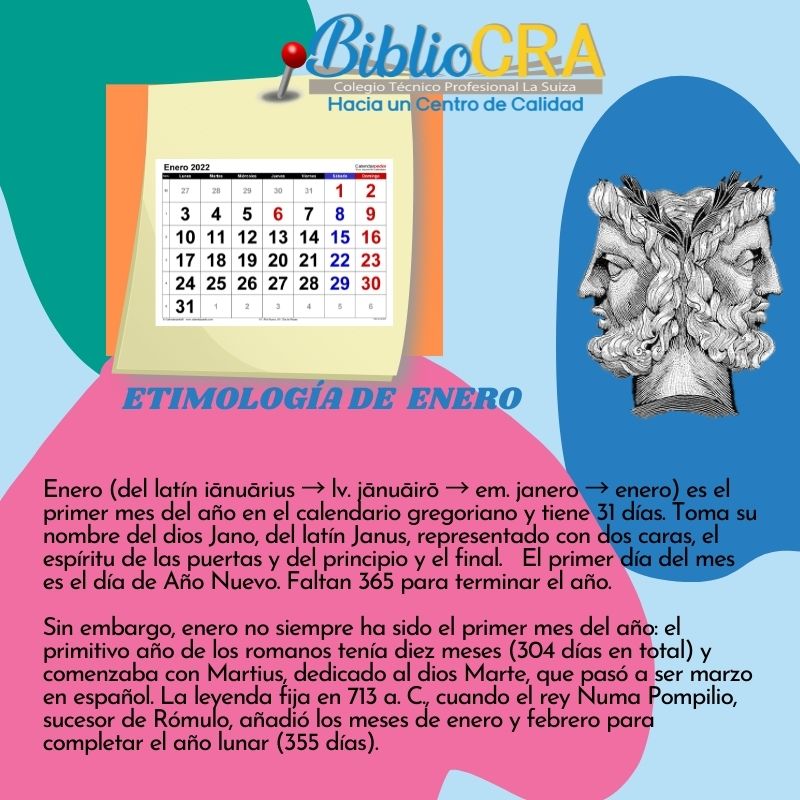 BiblioCRA
Colegio Técnico Profesional La Suiza
Hacia un Centro de Calidad
Enero 2022
Lunes Martes Miércoles Jueves Viernes Sábado Domingo
27 28 29 30 31 1 2
3 4 5 6 7 8 9
10 11 12 13 14 15 16
17 18 19 20 21 22 23
24 25 26 27 28 29 30
31 1 2 3 4 5 6
ETIMOLOGÍA DE ENERO
Enero (del latín iānuārius → lv. jānuāirō → em. janero → enero) es el
primer mes del año en el calendario gregoriano y tiene 31 días. Toma su
nombre del dios Jano, del latín Janus, representado con dos caras, el
espíritu de las puertas y del principio y el final. El primer día del mes
es el día de Año Nuevo. Faltan 365 para terminar el año.
Sin embargo, enero no siempre ha sido el primer mes del año: el
primitivo año de los romanos tenía diez meses (304 días en total) y
comenzaba con Martius, dedicado al dios Marte, que pasó a ser marzo
en español. La leyenda fija en 713 a. C., cuando el rey Numa Pompilio,
sucesor de Rómulo, añadió los meses de enero y febrero para
completar el año lunar (355 días).